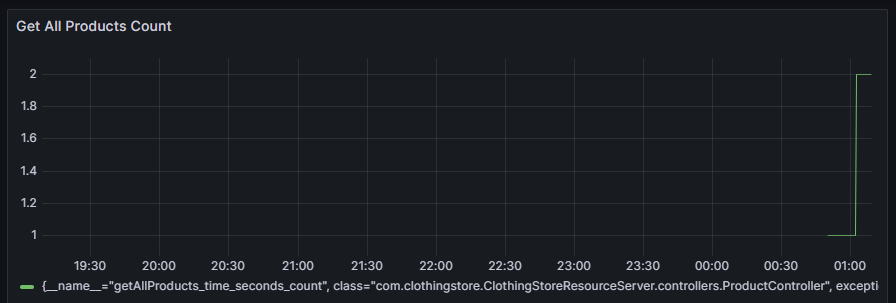 Get All Products Count
2
1.8
1.6
1.4
1.2
1
19:30 20:00 20:30 21:00 21:30 22:00 22:30 23:00 23:30 00:00 00:30 01:00
{__name__="getAllProducts_time_seconds_count", class="com.clothingstore.ClothingStoreResourceServer.controllers.ProductController", excepti